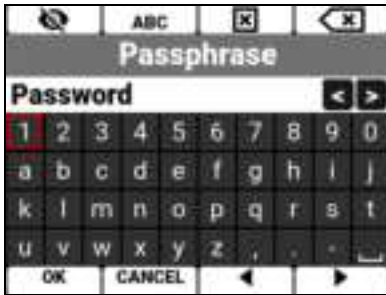 ABC
Passphrase
Password < >
1 2 3 4 5 6 7 8 9 0
a b c d e f g h i j
k l m n o p q r s t
u v w x y z , . -
OK CANCEL